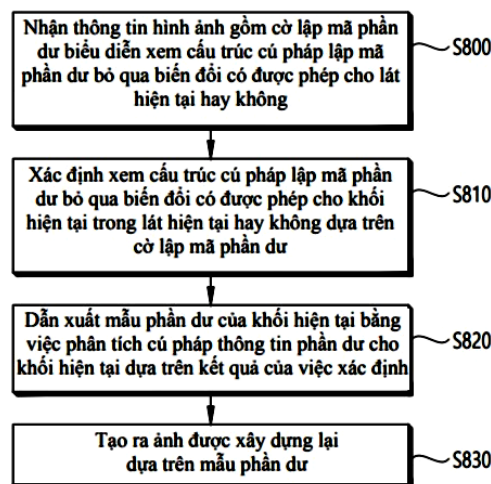 Nhận thông tin hình ảnh gồm cờ lập mã phần
dư biểu diễn xem cấu trúc cú pháp lập mã
phần dư bỏ qua biến đổi có được phép cho lát
hiện tại hay không
S800
Xác định xem cấu trúc cú pháp lập mã phần
dư bỏ qua biến đổi có được phép cho khối
hiện tại trong lát hiện tại hay không dựa trên
cờ lập mã phần dư
S810
Dẫn xuất mẫu phần dư của khối hiện tại bằng
việc phân tích cú pháp thông tin phần dư cho
khối hiện tại dựa trên kết quả của việc xác định
S820
Tạo ra ảnh được xây dựng lại
dựa trên mẫu phần dư
S830